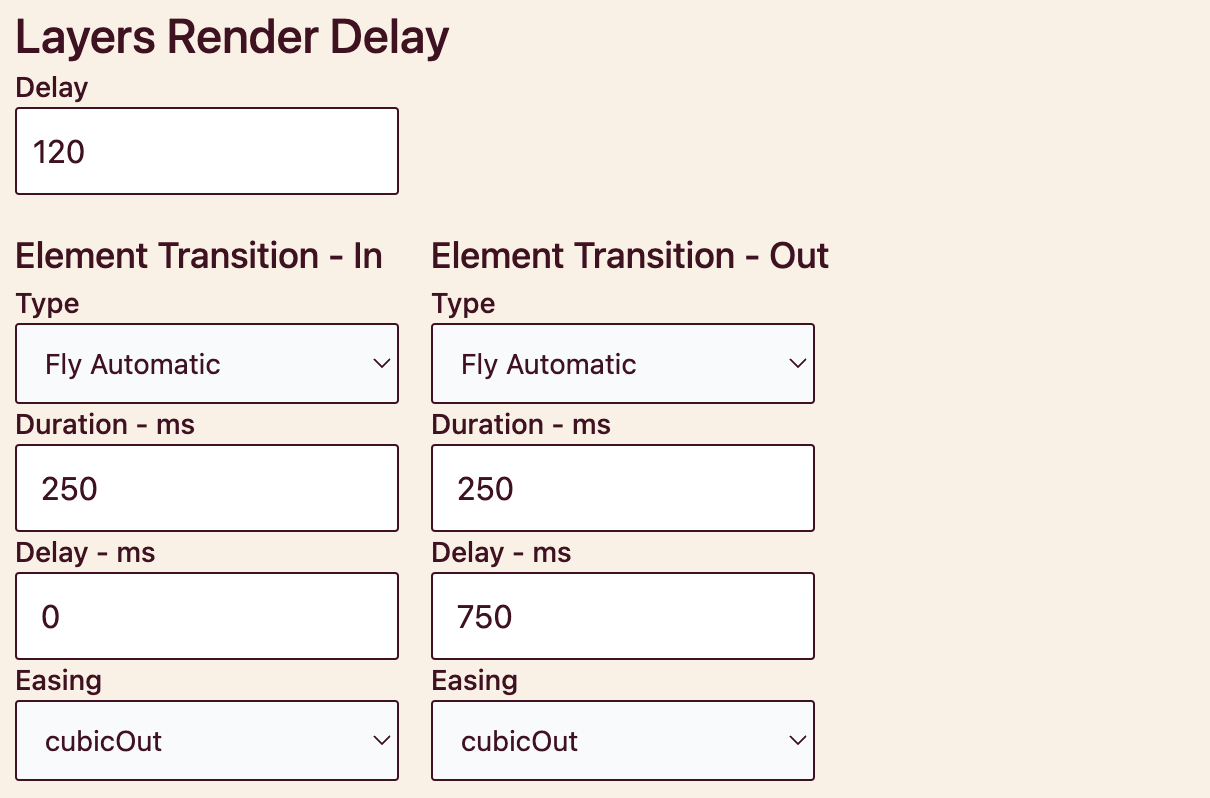 Layers Render Delay
Delay
120
Element Transition - In
Type
Fly Automatic
Duration - ms
250
Delay - ms
0
Easing
cubicOut
Element Transition - Out
Type
Fly Automatic
Duration - ms
250
Delay - ms
750
Easing
cubicOut